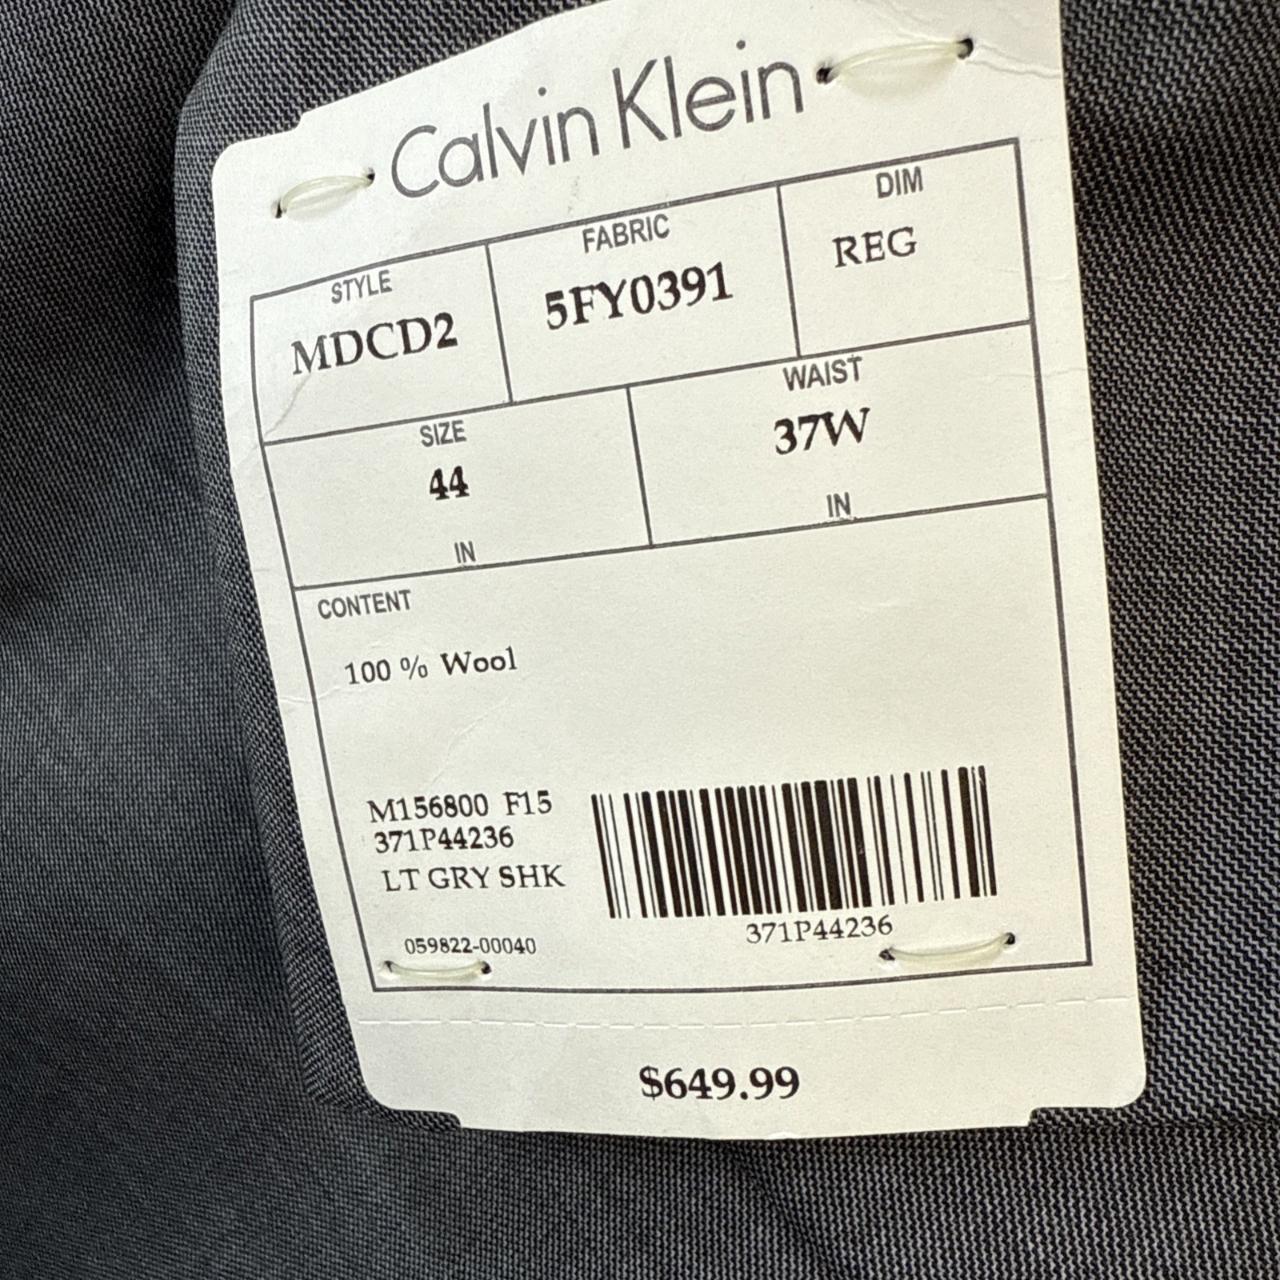 Calvin Klein
STYLE
MDCD2
FABRIC
5FY0391
DIM
REG
SIZE
44
IN
WAIST
37W
IN
CONTENT
100 % Wool
M156800 F15
371P44236
LT GRY SHK
059822-00040
371P44236
$649.99